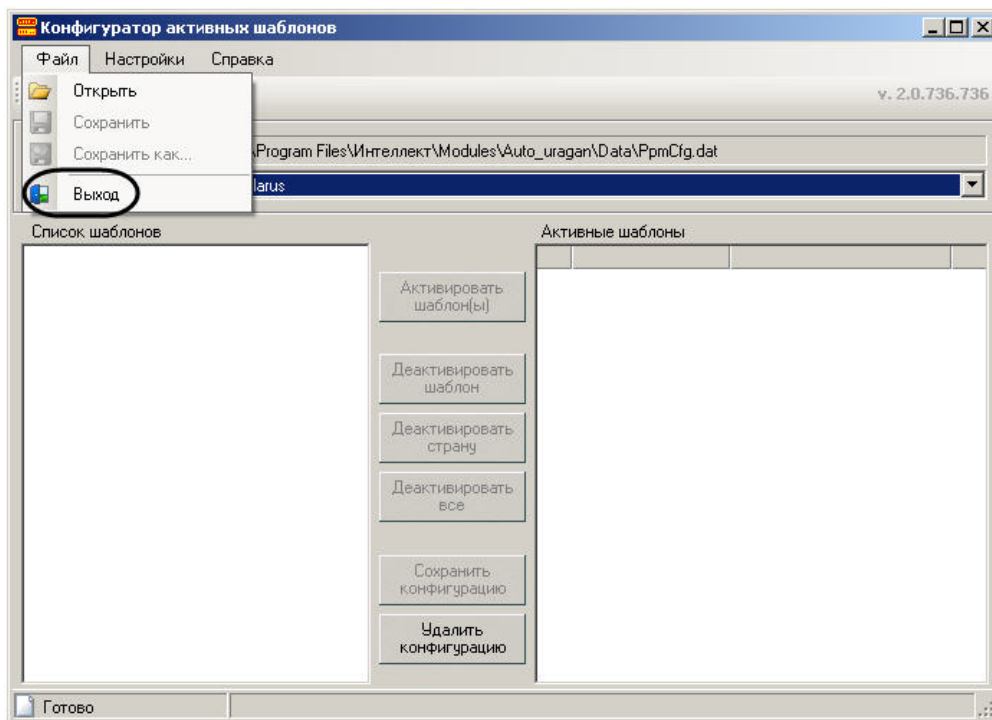 Конфигуратор активных шаблонов
Файл Настройки Справка
Открыть
v. 2.0.736.736
Сохранить
Сохранить как...
\Program Files\Интеллект\Modules\Auto_uragan\Data\PpmCfg.dat
larus
Выход
Список шаблонов
Активные шаблоны
Активировать
шаблон(ы)
Деактивировать
шаблон
Деактивировать
страну
Деактивировать
все
Сохранить
конфигурацию
Удалить
конфигурацию
Готово